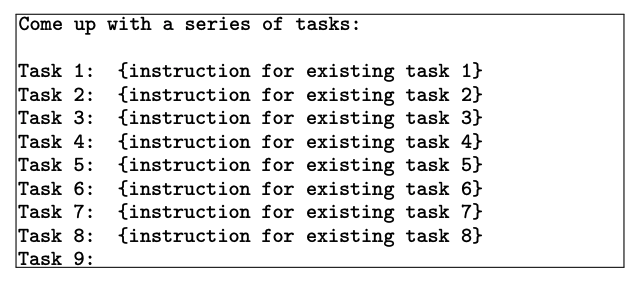 Come up with a series of tasks:
Task 1: {instruction for existing task 1}
Task 2: {instruction for existing task 2}
Task 3: {instruction for existing task 3}
Task 4: {instruction for existing task 4}
Task 5: {instruction for existing task 5}
Task 6: {instruction for existing task 6}
Task 7: {instruction for existing task 7}
Task 8: {instruction for existing task 8}
Task 9: